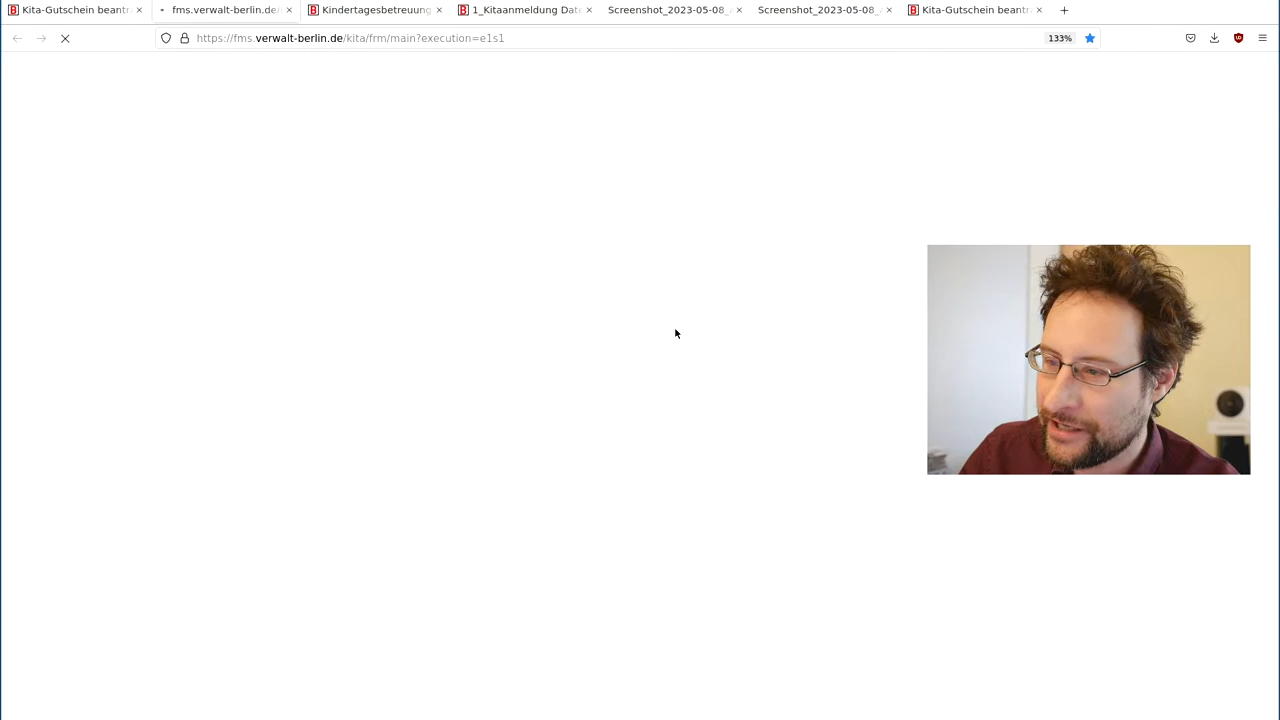 Kita-Gutschein beantr
fms.verwalt-berlin.de/
Kindertagesbetreuung
1_Kitaanmeldung Date
Screenshot_2023-05-08_
Screenshot_2023-05-08_
Kita-Gutschein beantr
https://fms.verwalt-berlin.de/kita/frm/main?execution=e1s1
133%